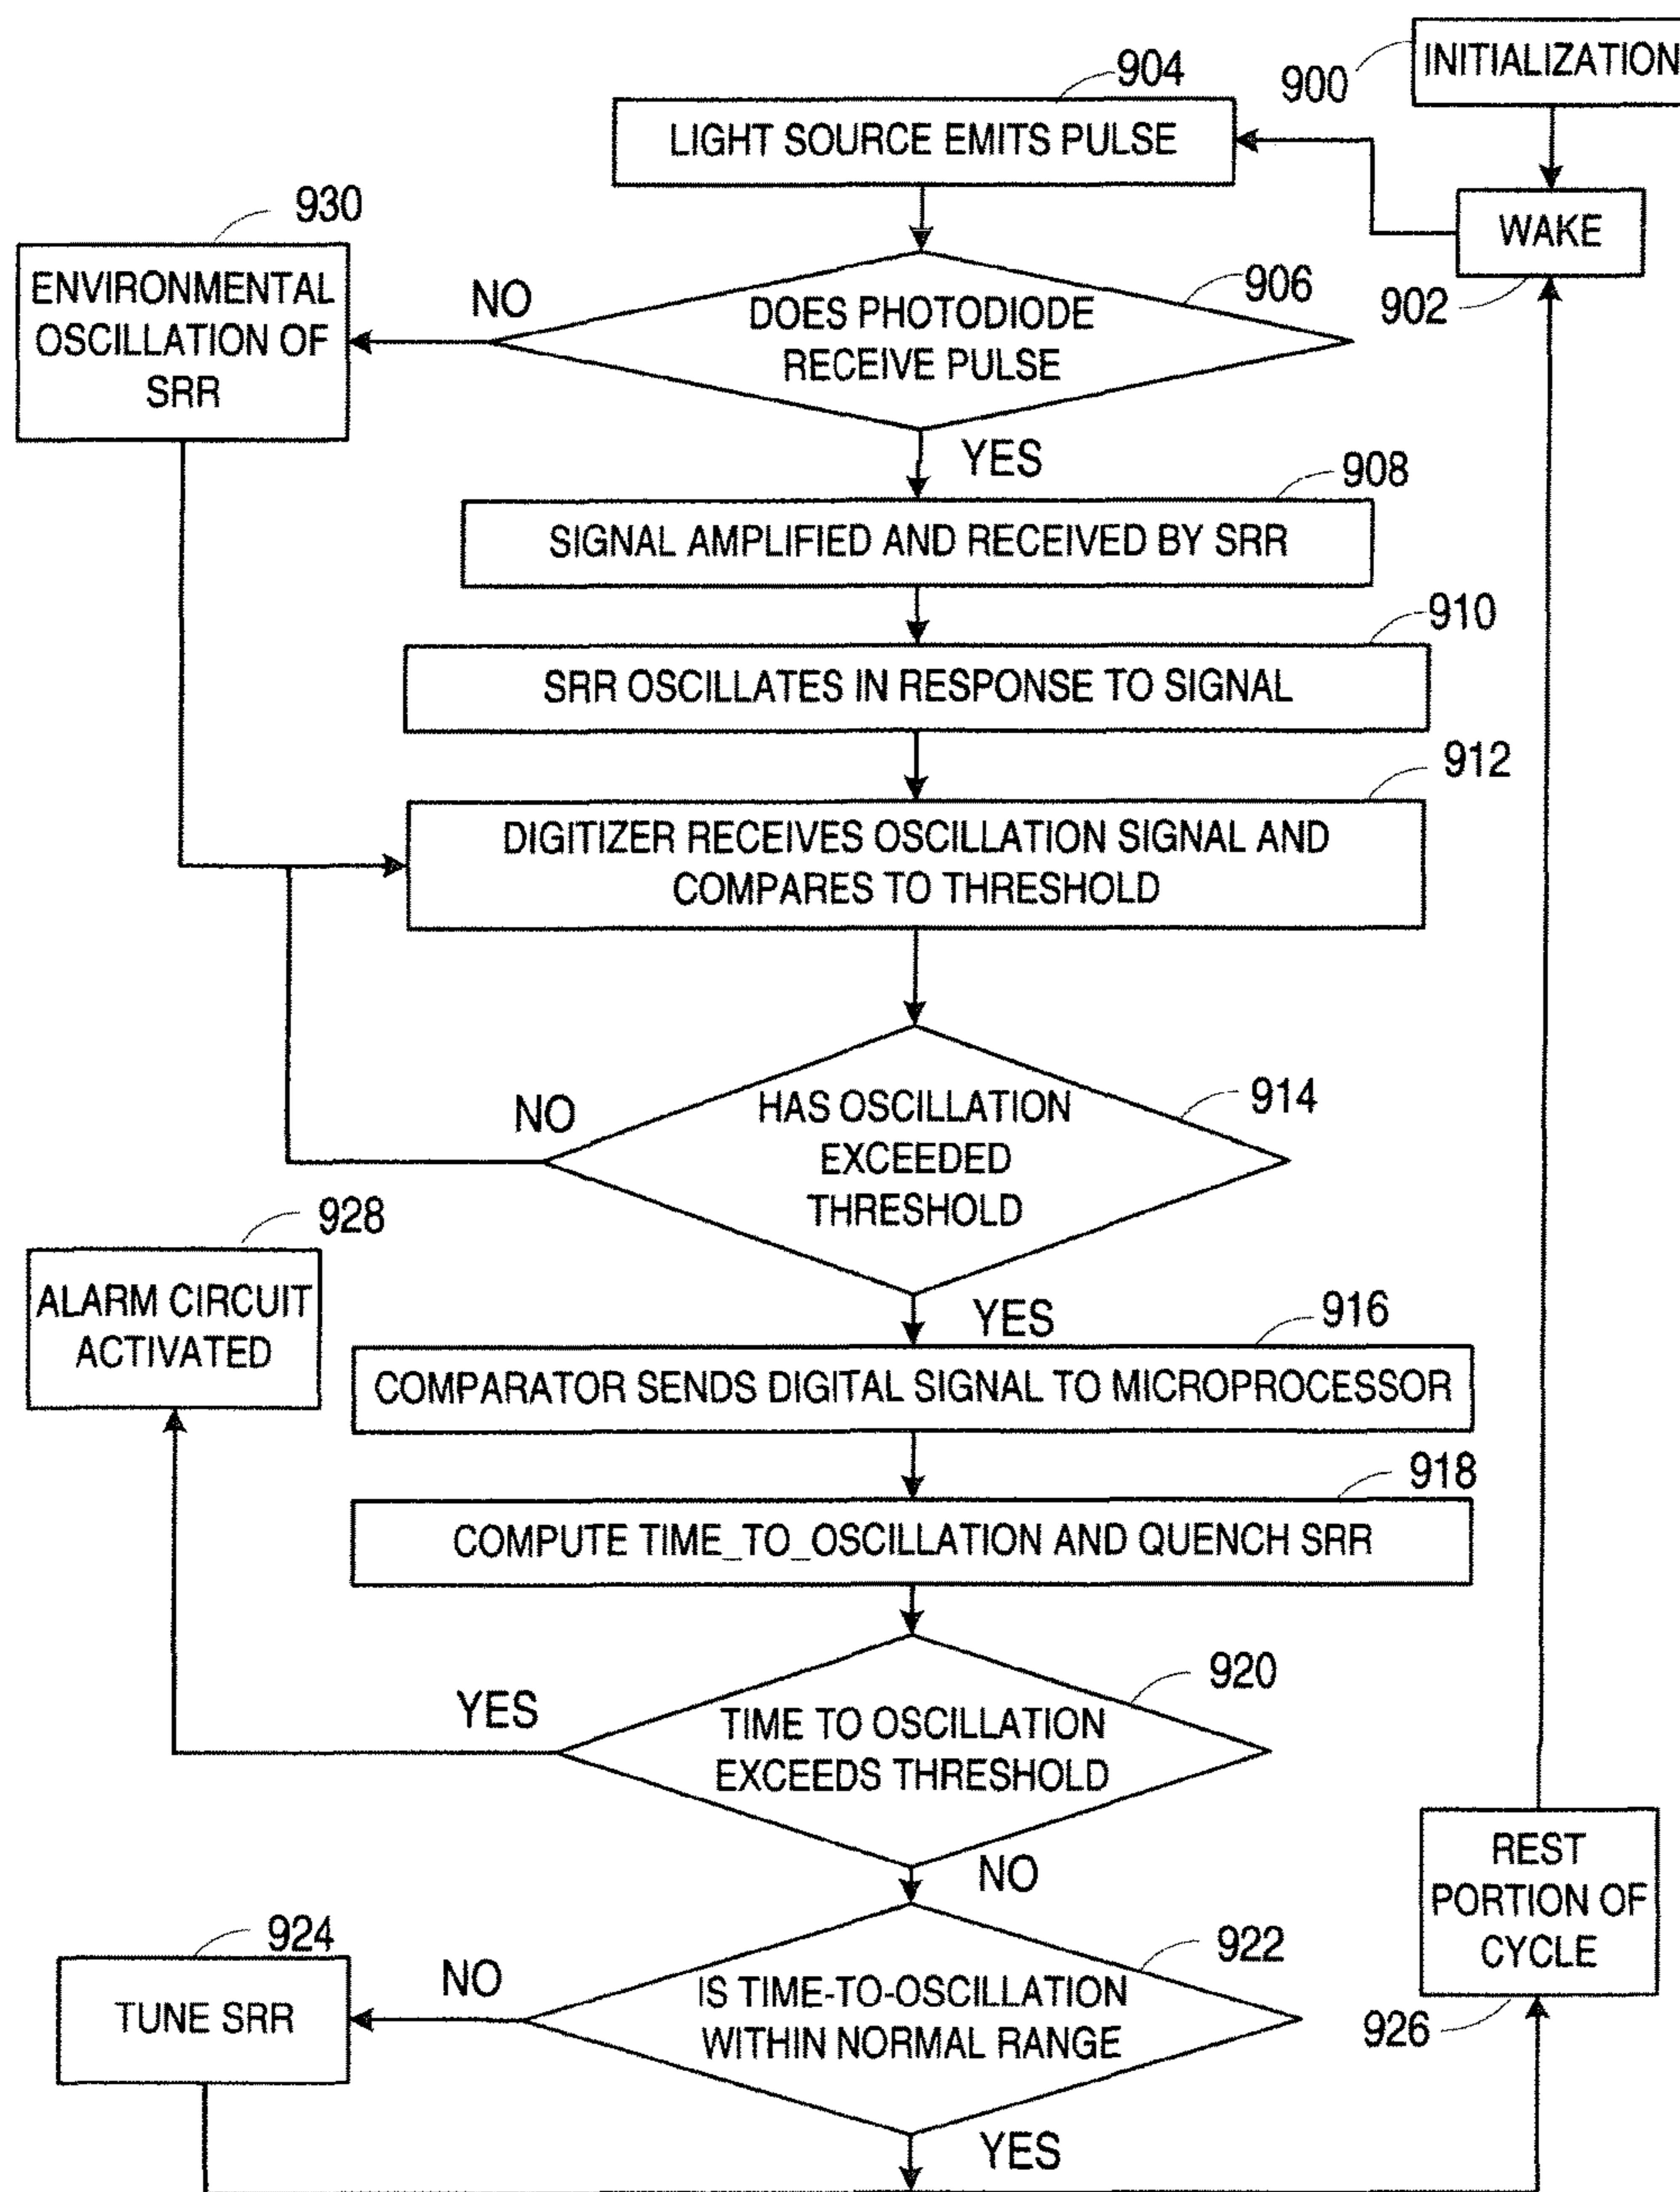 900
INITIALIZATION
904
LIGHT SOURCE EMITS PULSE
WAKE
902
930
ENVIRONMENTAL
OSCILLATION OF
SRR
NO
906
DOES PHOTODIODE
RECEIVE PULSE
YES
908
SIGNAL AMPLIFIED AND RECEIVED BY SRR
910
SRR OSCILLATES IN RESPONSE TO SIGNAL
912
DIGITIZER RECEIVES OSCILLATION SIGNAL AND
COMPARES TO THRESHOLD
NO
914
HAS OSCILLATION
EXCEEDED
THRESHOLD
928
ALARM CIRCUIT
ACTIVATED
YES
916
COMPARATOR SENDS DIGITAL SIGNAL TO MICROPROCESSOR
918
COMPUTE TIME_TO_OSCILLATION AND QUENCH SRR
YES
920
TIME TO OSCILLATION
EXCEEDS THRESHOLD
NO
REST
PORTION OF
CYCLE
926
924
TUNE SRR
NO
922
IS TIME-TO-OSCILLATION
WITHIN NORMAL RANGE
YES